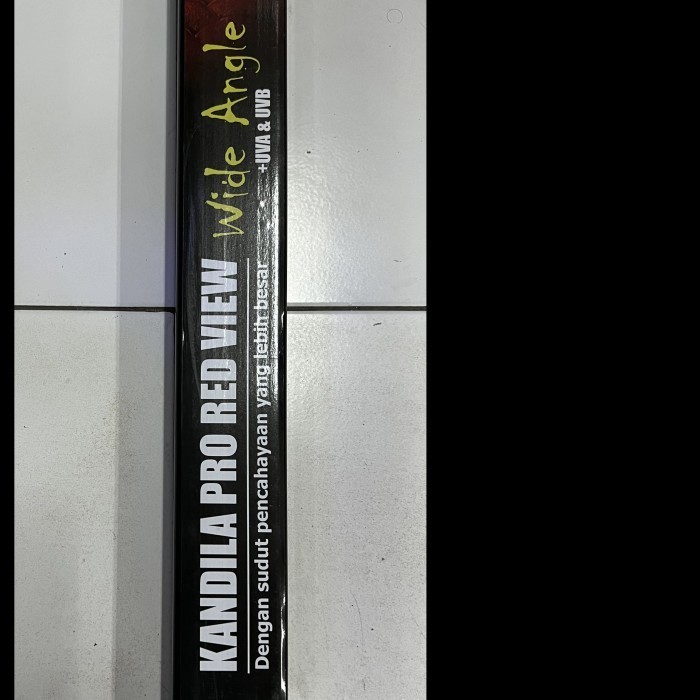 KANDILA PRO RED VIEW Wide Angle
Dengan sudut pencahayaan yang lebih besar +UVA & UVB